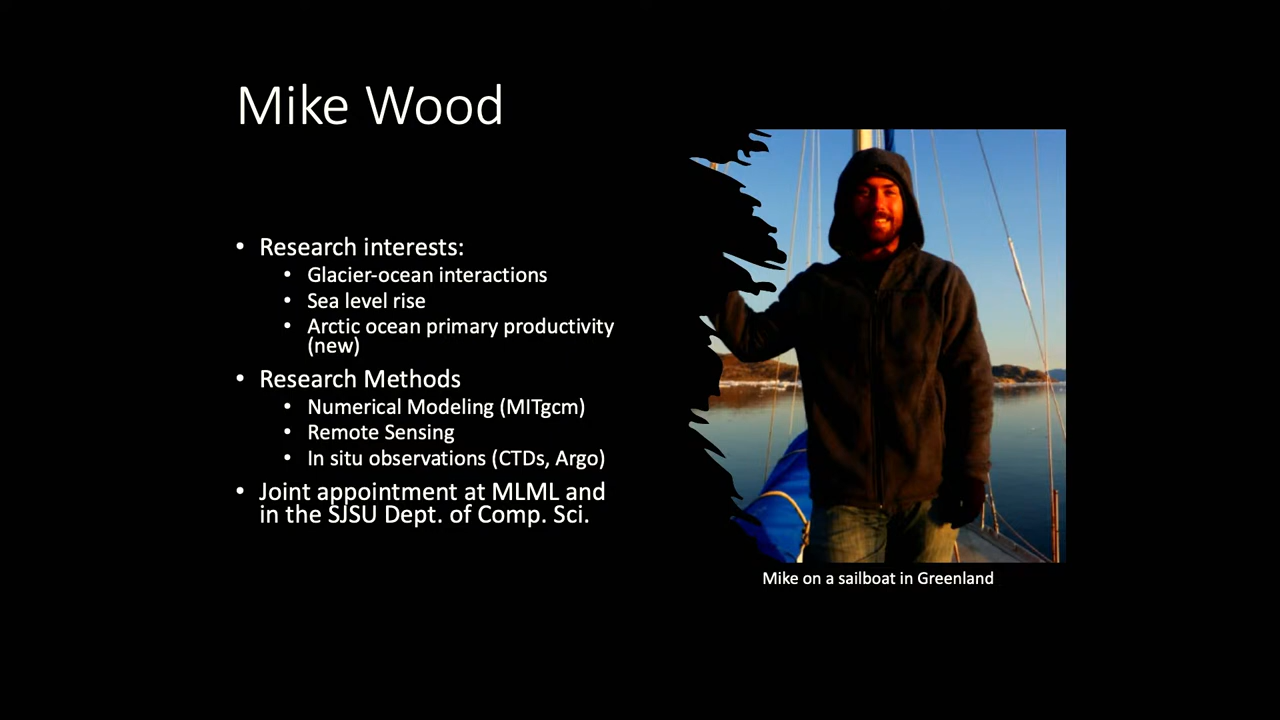 Mike Wood
• Research interests:
• Glacier-ocean interactions
• Sea level rise
• Arctic ocean primary productivity
(new)
• Research Methods
• Numerical Modeling (MITgcm)
• Remote Sensing
• In situ observations (CTDs, Argo)
• Joint appointment at MLML and
in the SJSU Dept. of Comp. Sci.
Mike on a sailboat in Greenland